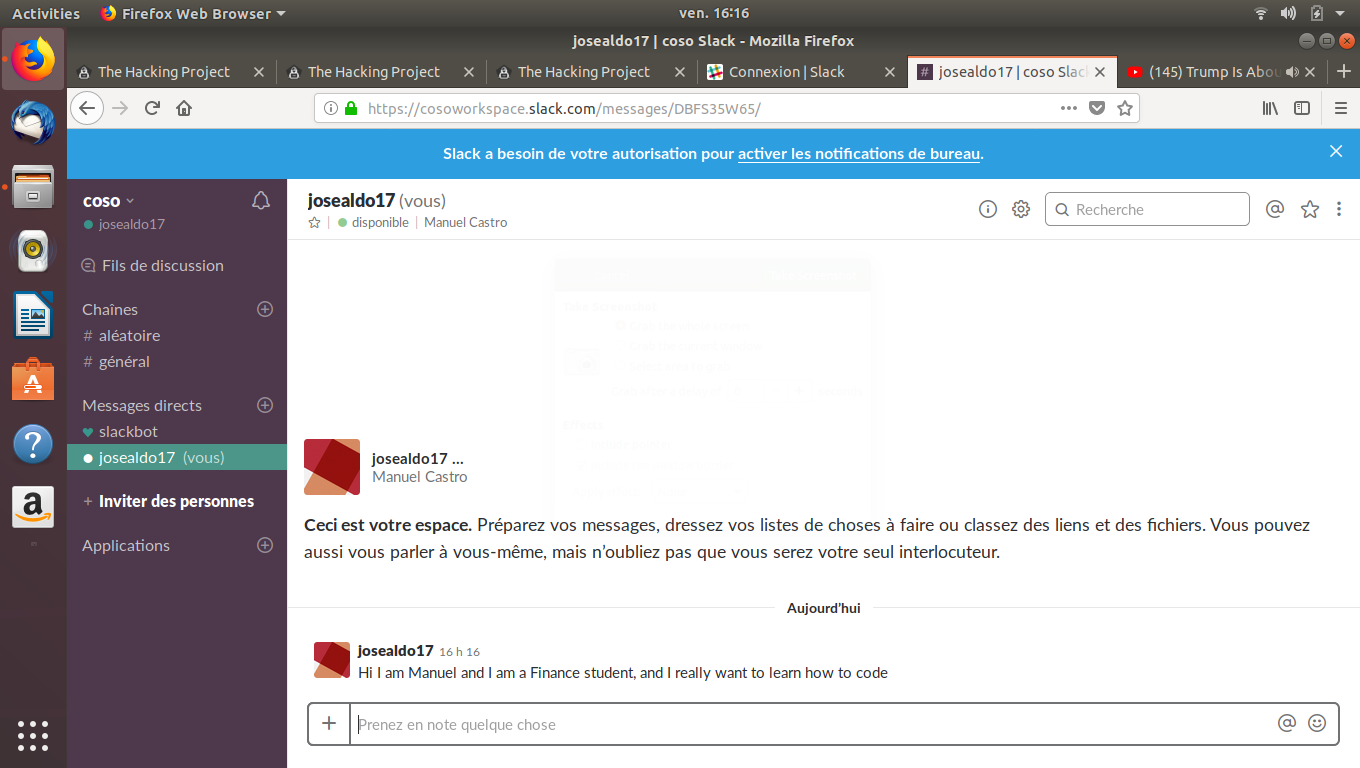 Activities
Firefox Web Browser
ven. 16:16
josealdo17 | coso Slack - Mozilla Firefox
The Hacking Project
The Hacking Project
The Hacking Project
Connexion | Slack
josealdo17 | coso Slack
(145) Trump Is Abou
https://cosoworkspace.slack.com/messages/DBFS35W65/
Slack a besoin de votre autorisation pour activer les notifications de bureau.
coso
josealdo17
Fils de discussion
Chaînes
# aléatoire
# général
Messages directs
slackbot
josealdo17 (vous)
+ Inviter des personnes
Applications
josealdo17 (vous)
disponible | Manuel Castro
Recherche
josealdo17 ...
Manuel Castro
Ceci est votre espace. Préparez vos messages, dressez vos listes de choses à faire ou classez des liens et des fichiers. Vous pouvez
aussi vous parler à vous-même, mais n’oubliez pas que vous serez votre seul interlocuteur.
Aujourd’hui
josealdo17 16 h 16
Hi I am Manuel and I am a Finance student, and I really want to learn how to code
Prenez en note quelque chose